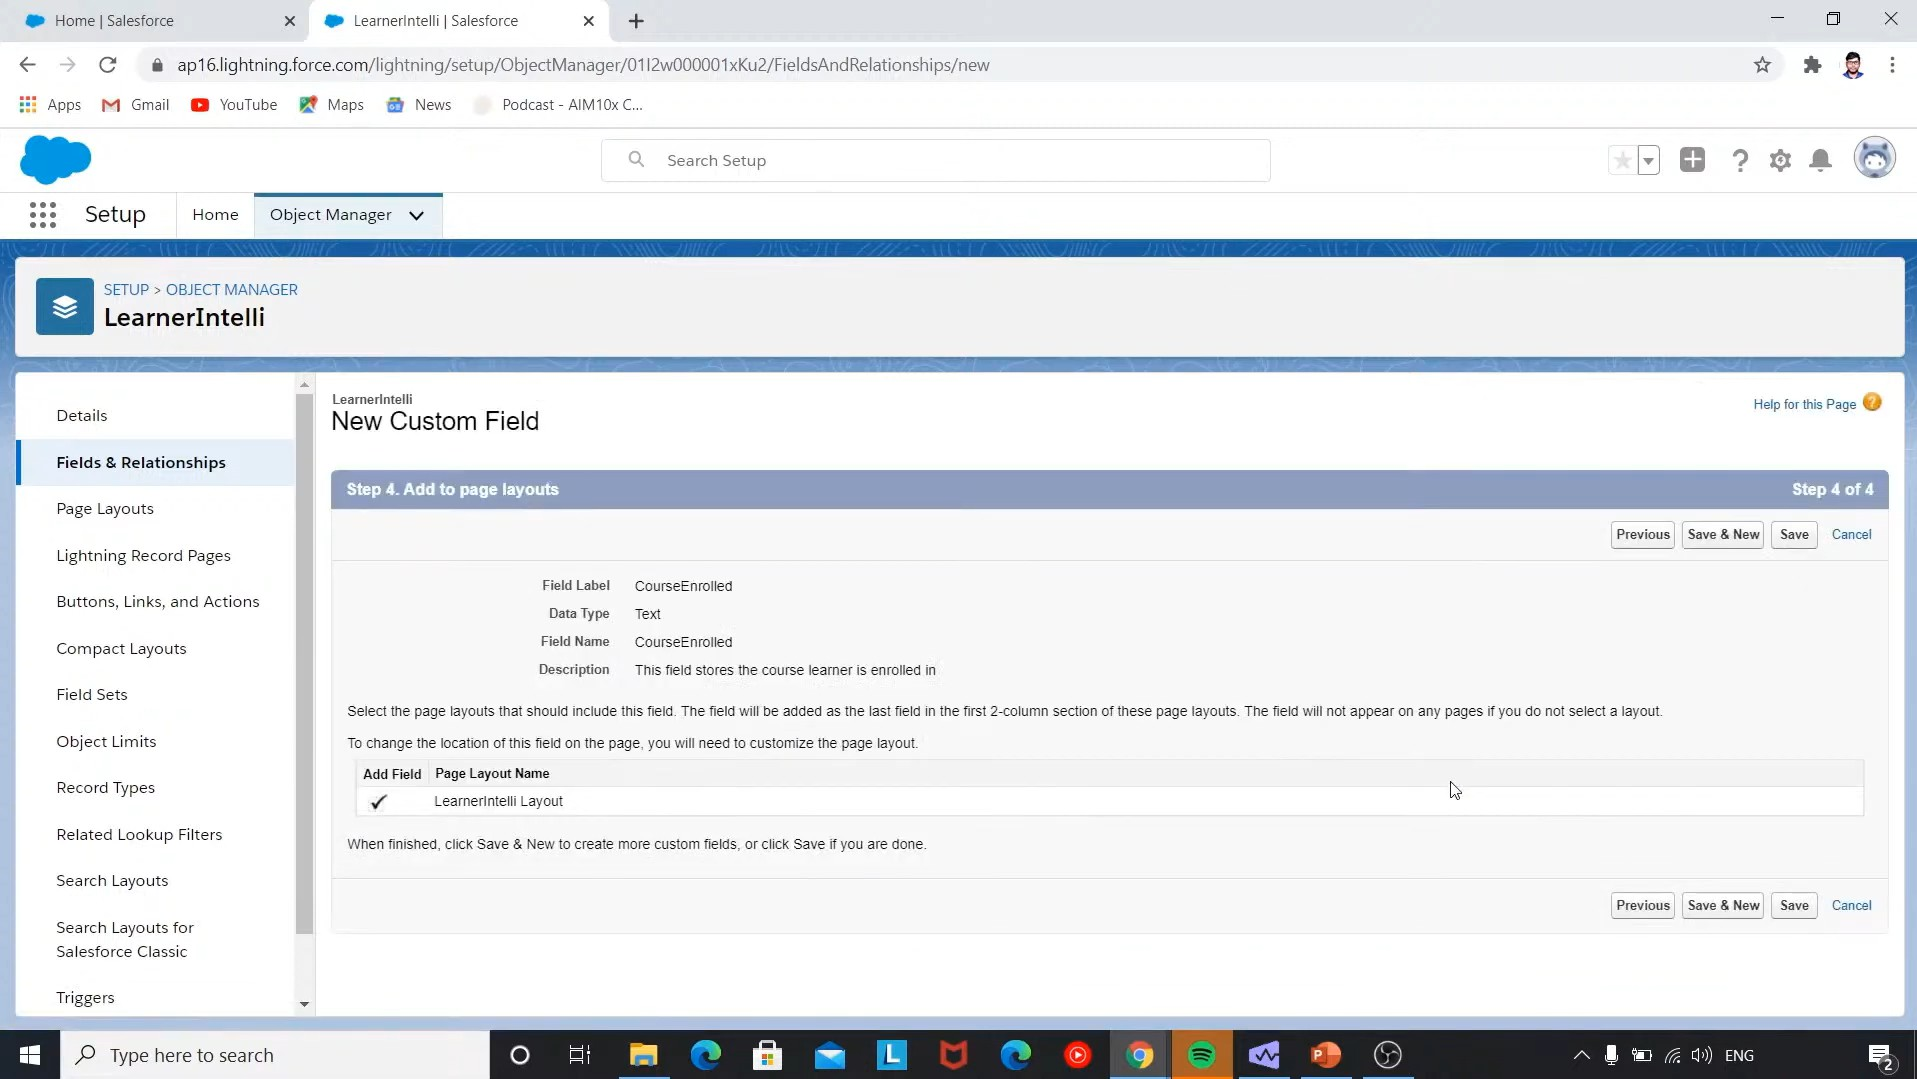 Home | Salesforce
LearnerIntelli | Salesforce
ap16.lightning.force.com/lightning/setup/ObjectManager/01I2w000001xKu2/FieldsAndRelationships/new
Apps
Gmail
YouTube
Maps
News
Podcast - AIM10x C...
Search Setup
Setup
Home
Object Manager
SETUP > OBJECT MANAGER
LearnerIntelli
Details
Fields & Relationships
Page Layouts
Lightning Record Pages
Buttons, Links, and Actions
Compact Layouts
Field Sets
Object Limits
Record Types
Related Lookup Filters
Search Layouts
Search Layouts for
Salesforce Classic
Triggers
LearnerIntelli
New Custom Field
Help for this Page
Step 4. Add to page layouts
Step 4 of 4
Previous
Save & New
Save
Cancel
Field Label CourseEnrolled
Data Type Text
Field Name CourseEnrolled
Description This field stores the course learner is enrolled in
Select the page layouts that should include this field. The field will be added as the last field in the first 2-column section of these page layouts. The field will not appear on any pages if you do not select a layout.
To change the location of this field on the page, you will need to customize the page layout.
Add Field Page Layout Name
LearnerIntelli Layout
When finished, click Save & New to create more custom fields, or click Save if you are done.
Previous
Save & New
Save
Cancel
Type here to search
ENG
2